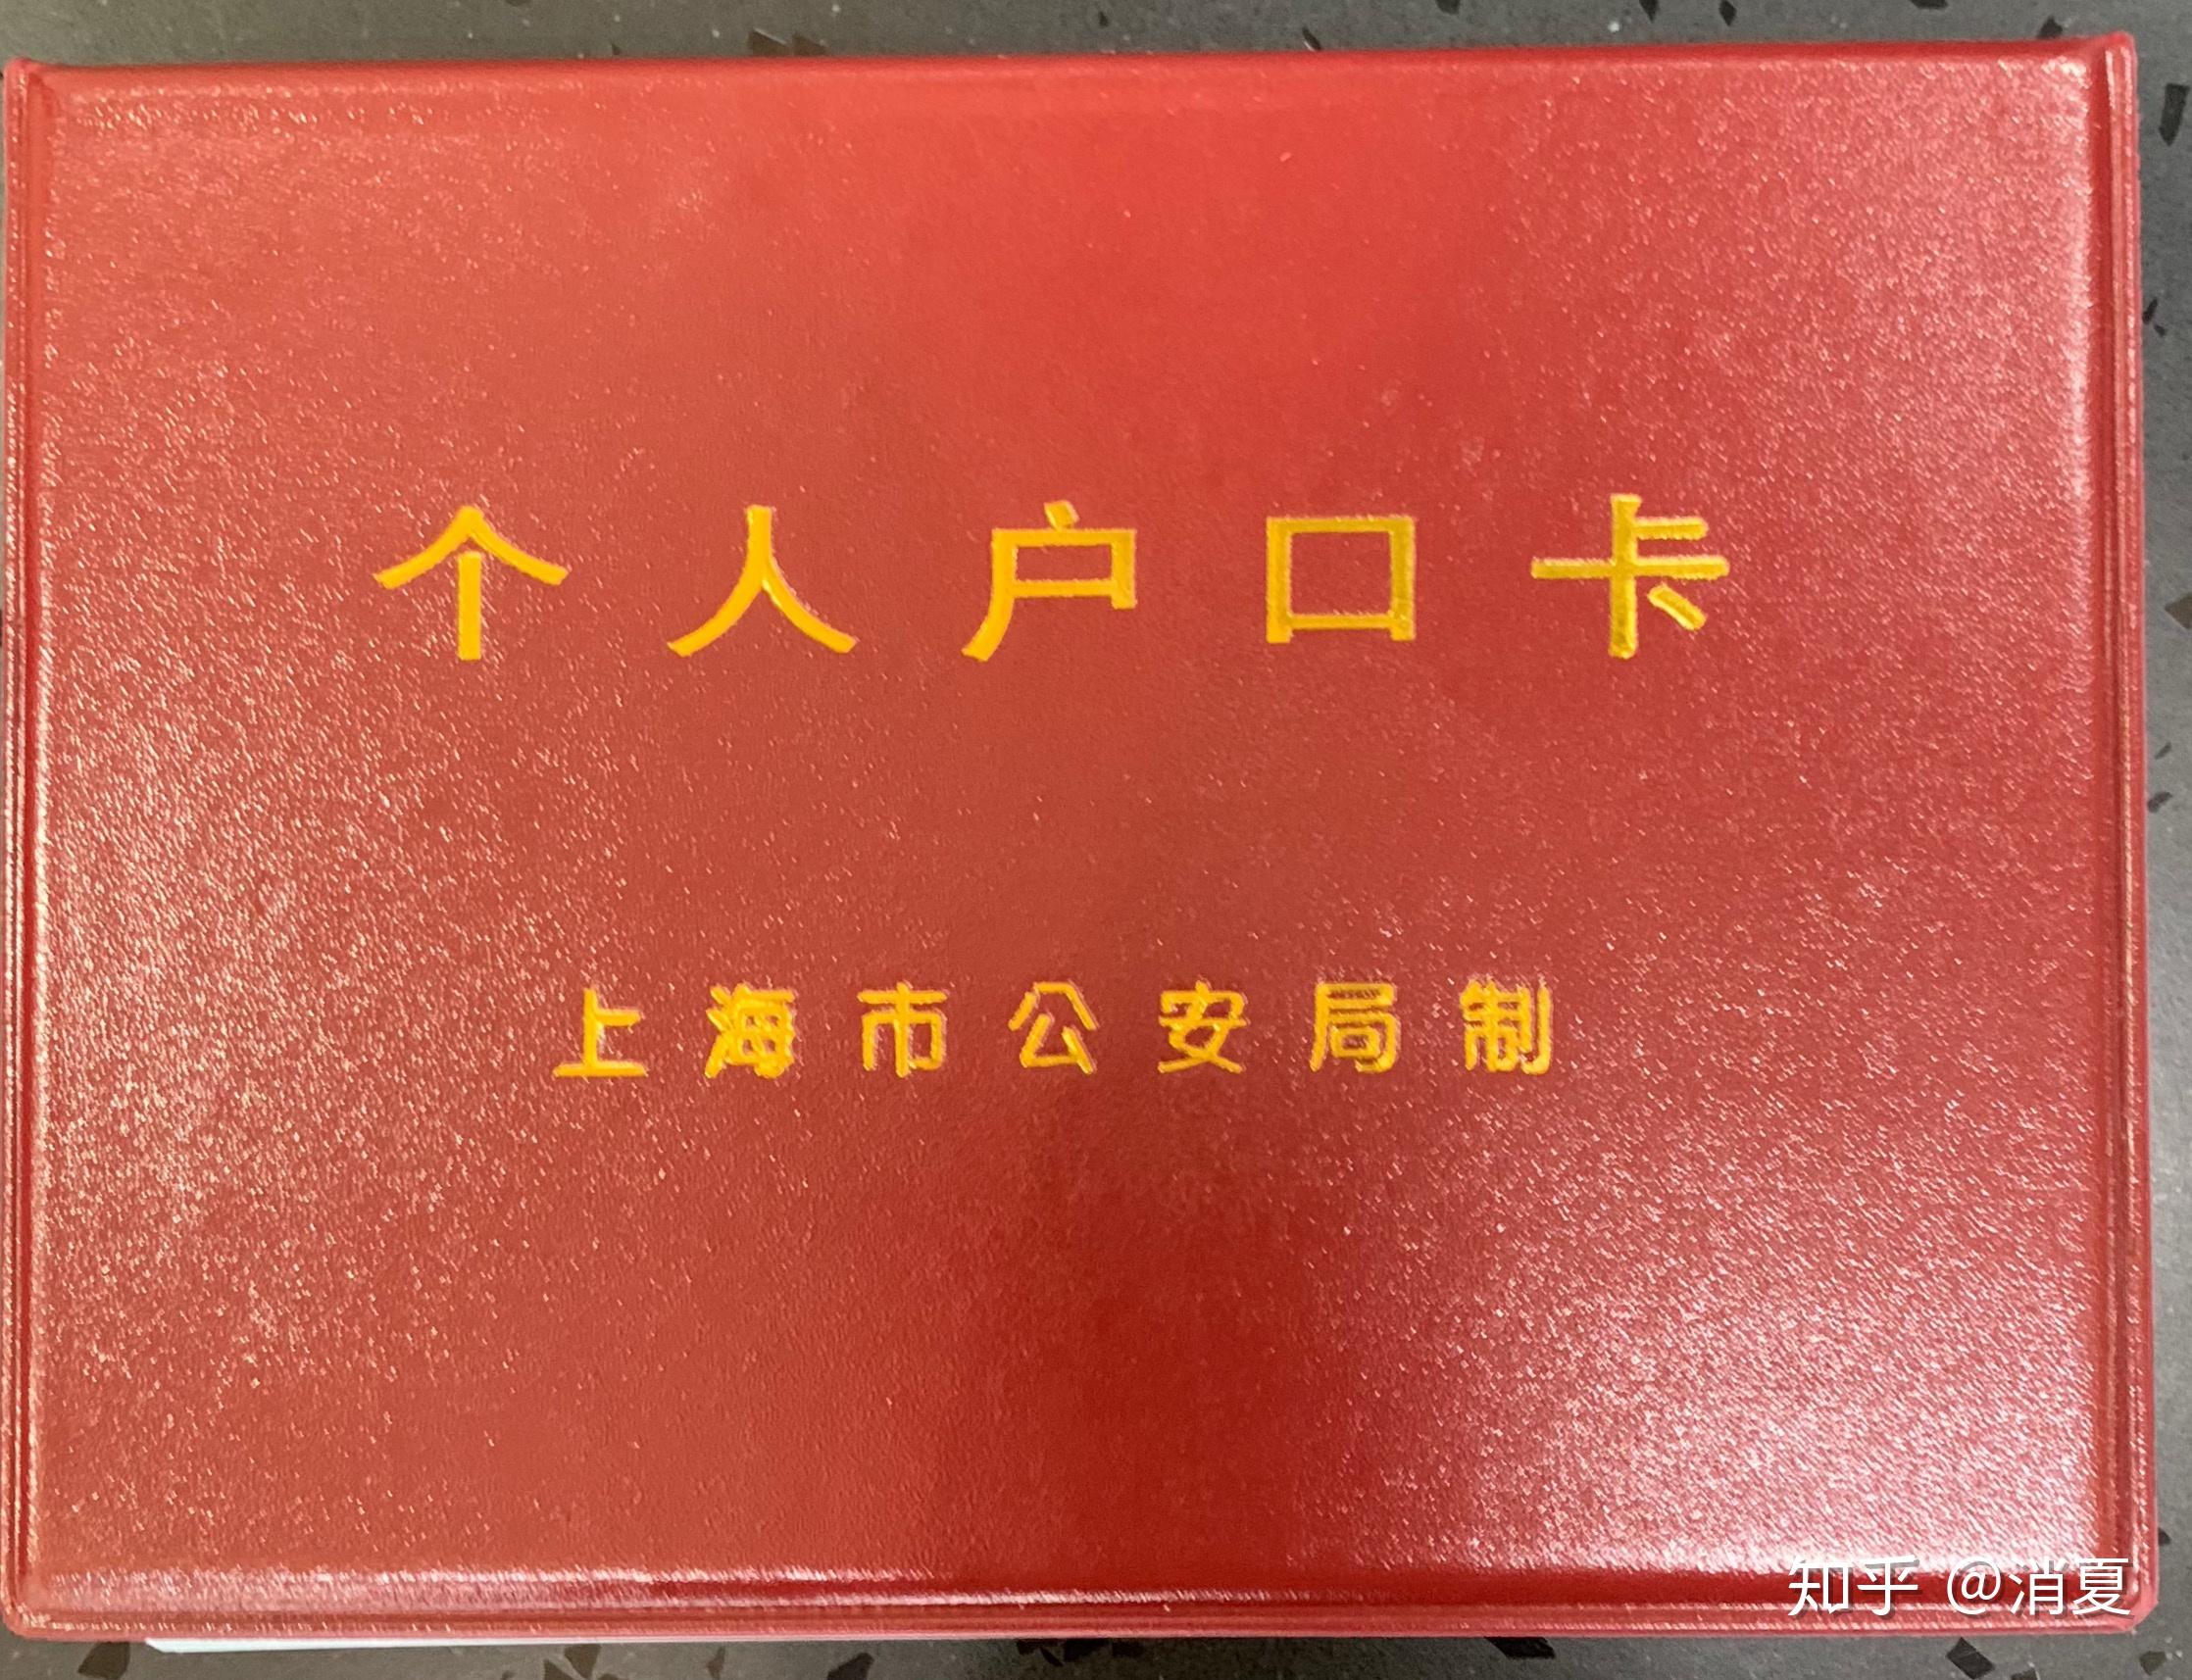 个人户口卡
上海市公安局制
知乎 @消夏